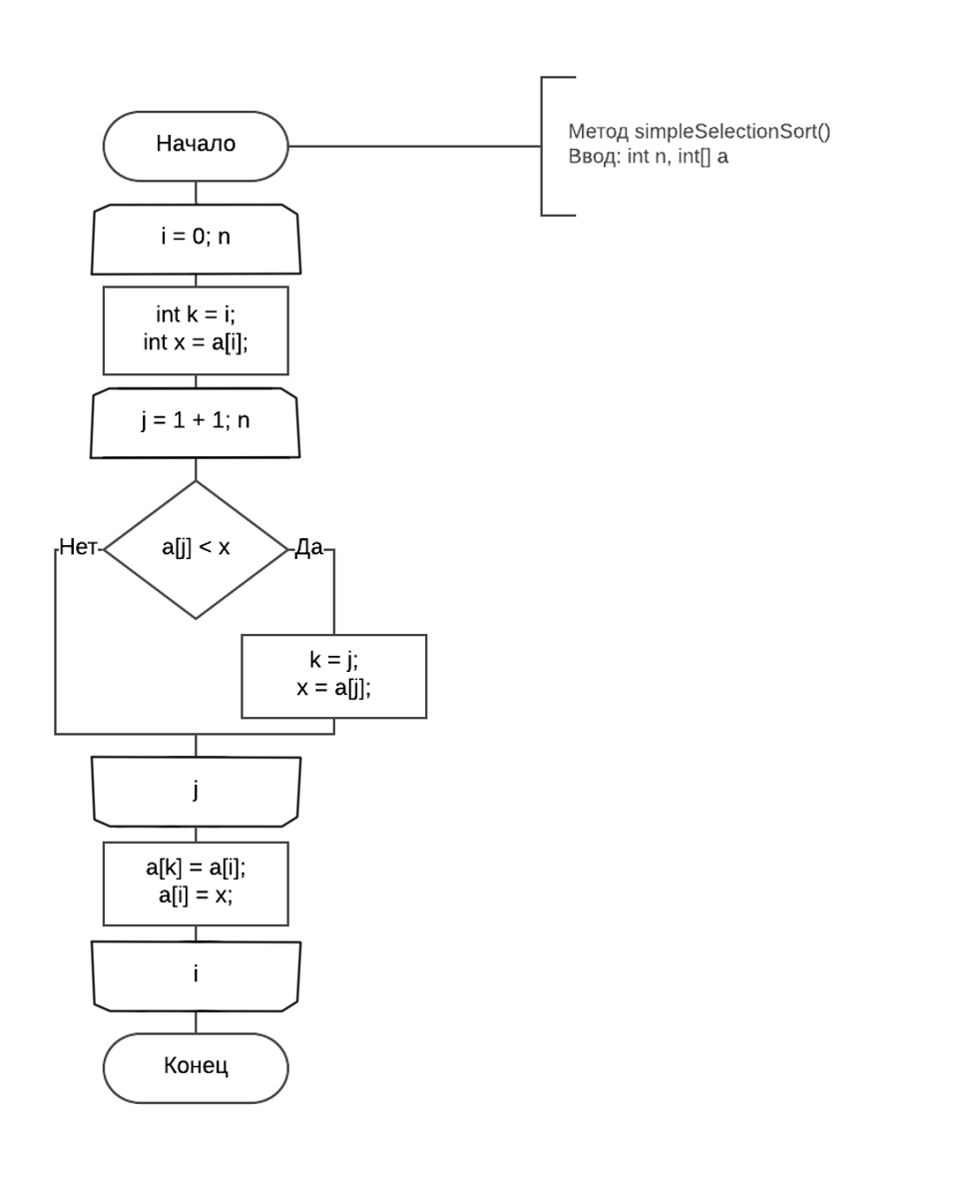 Начало
Метод simpleSelectionSort()
Ввод: int n, int[] a
i = 0; n
int k = i;
int x = a[i];
j = 1 + 1; n
Нет
a[j] < x
Да
k = j;
x = a[j];
j
a[k] = a[i];
a[i] = x;
i
Конец